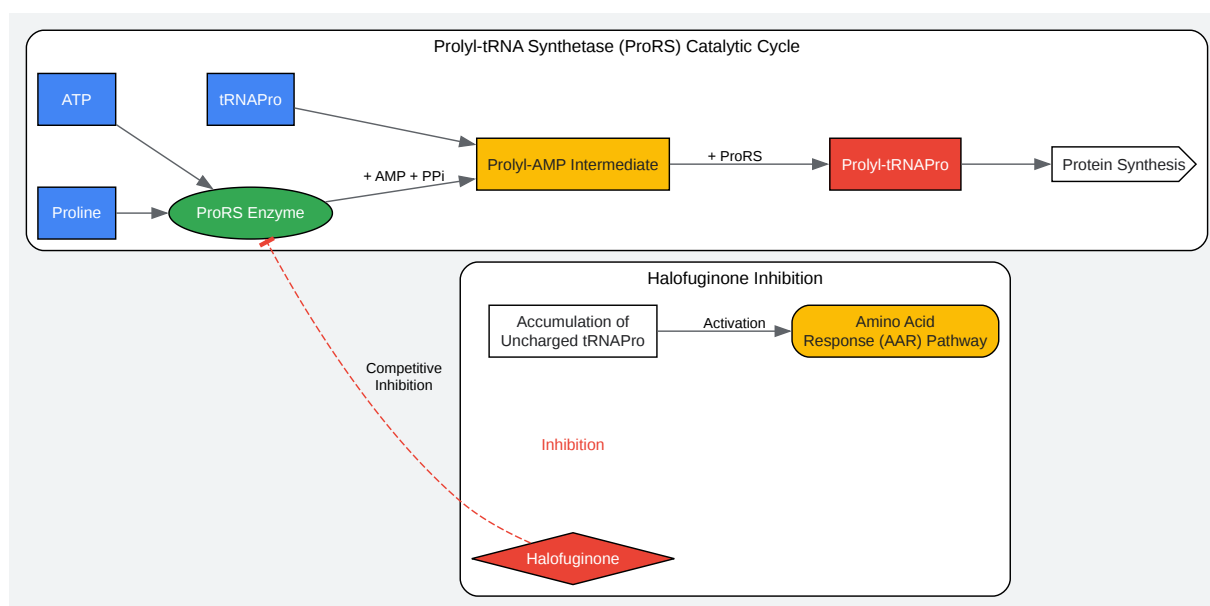 Prolyl-tRNA Synthetase (ProRS) Catalytic Cycle
ATP
tRNAPro
Proline
ProRS Enzyme
+ AMP + PPi
Prolyl-AMP Intermediate
+ ProRS
Prolyl-tRNAPro
Protein Synthesis
Halofuginone Inhibition
Accumulation of
Uncharged tRNAPro
Activation
Amino Acid
Response (AAR) Pathway
Competitive
Inhibition
Inhibition
Halofuginone